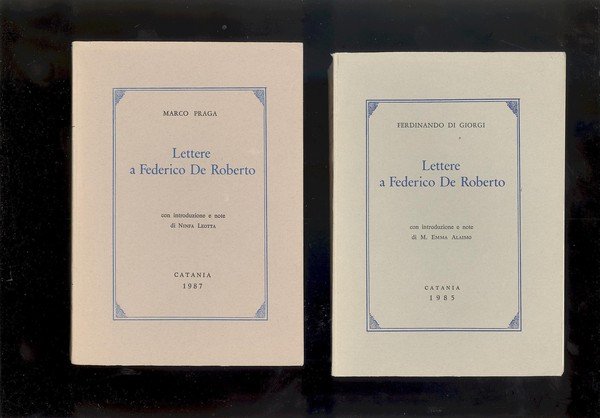 MARCO PRAGA
Lettere
a Federico De Roberto
con introduzione e note
di NINFA LEOTTA
CATANIA
1987
FERDINANDO DI GIORGI
Lettere
a Federico De Roberto
con introduzione e note
di M. EMMA ALAIMO
CATANIA
1985